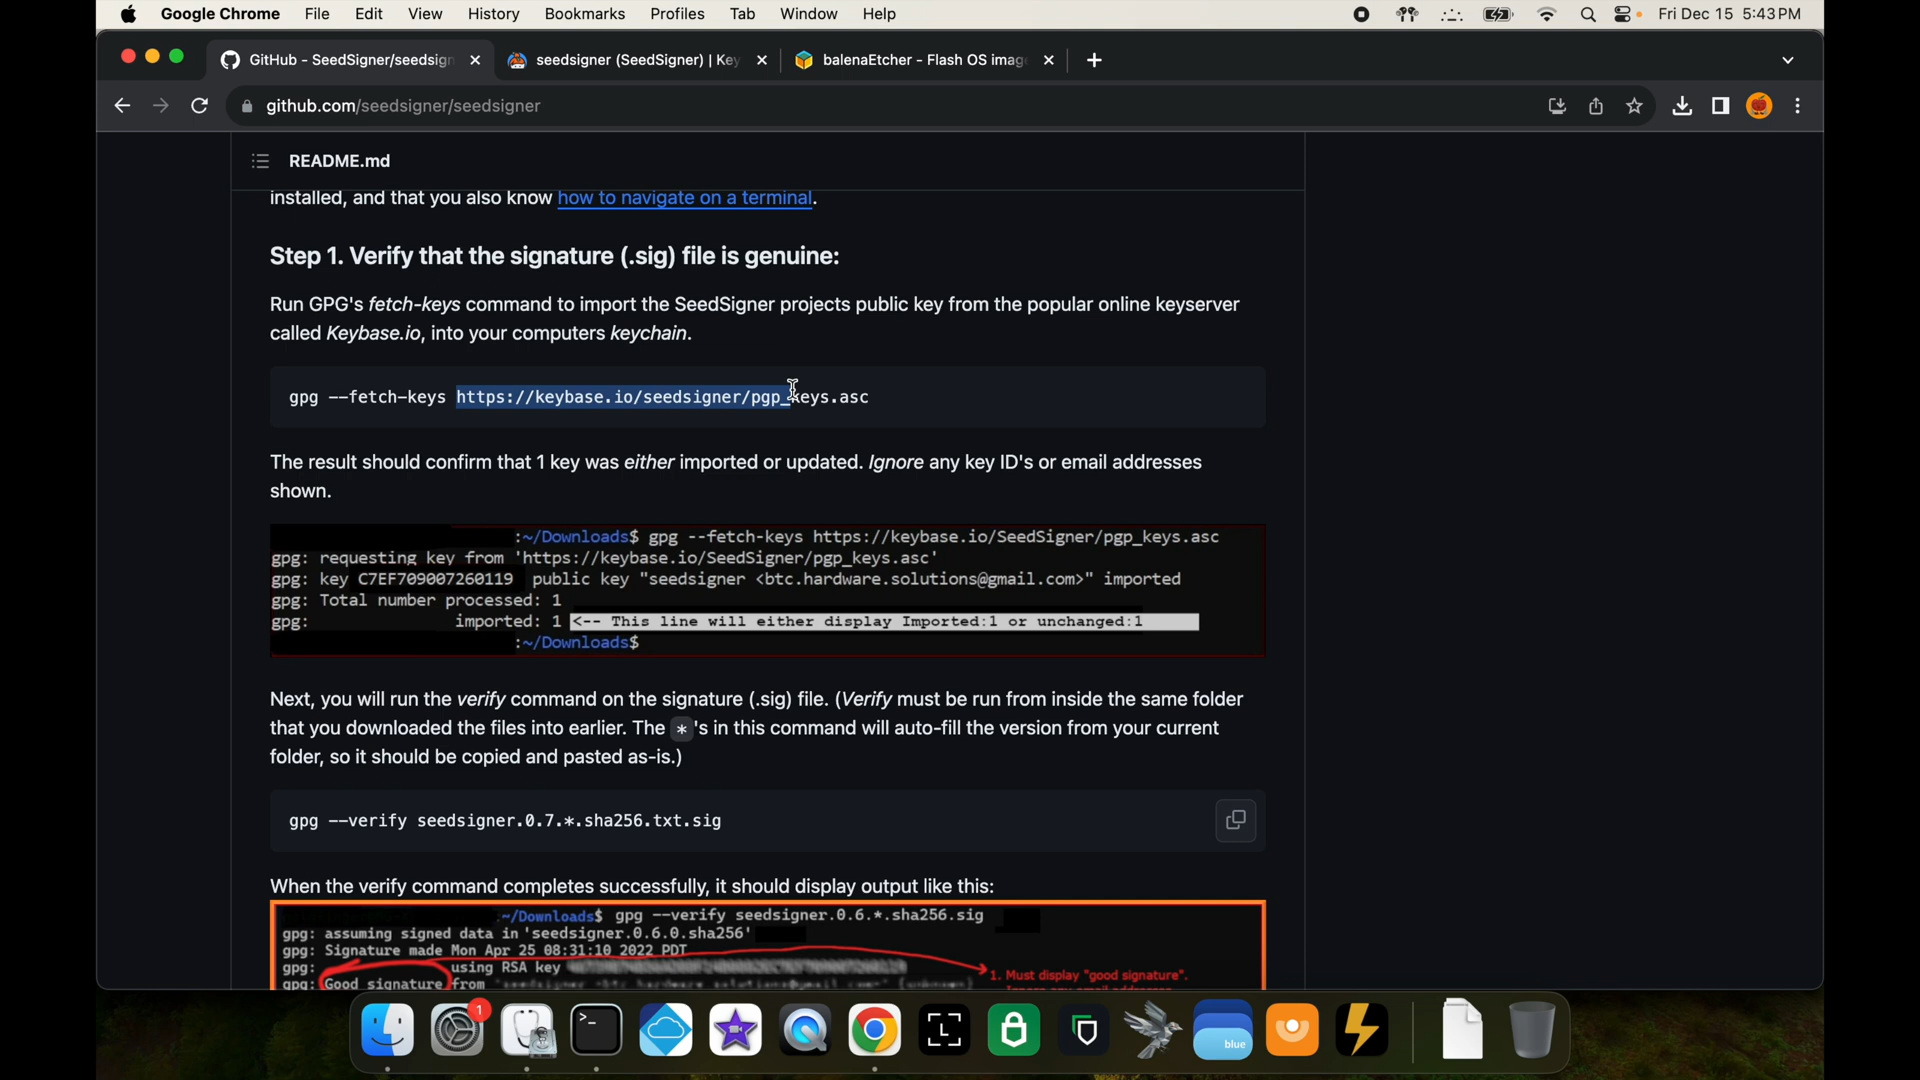 Google Chrome File Edit View History Bookmarks Profiles Tab Window Help Fri Dec 15 5:43 PM
GitHub - SeedSigner/seedsign
seedsigner (SeedSigner) | Key
balenaEtcher - Flash OS imag
github.com/seedsigner/seedsigner
README.md
installed, and that you also know how to navigate on a terminal.
Step 1. Verify that the signature (.sig) file is genuine:
Run GPG's fetch-keys command to import the SeedSigner projects public key from the popular online keyserver
called Keybase.io, into your computers keychain.
gpg --fetch-keys https://keybase.io/seedsigner/pgp_keys.asc
The result should confirm that 1 key was either imported or updated. Ignore any key ID's or email addresses
shown.
:~/Downloads$ gpg --fetch-keys https://keybase.io/SeedSigner/pgp_keys.asc
gpg: requesting key from 'https://keybase.io/SeedSigner/pgp_keys.asc'
gpg: key C7EF709007260119 public key "seedsigner <btc.hardware.solutions@gmail.com>" imported
gpg: Total number processed: 1
gpg: imported: 1 <-- This line will either display Imported:1 or unchanged:1
:~/Downloads$
Next, you will run the verify command on the signature (.sig) file. (Verify must be run from inside the same folder
that you downloaded the files into earlier. The *'s in this command will auto-fill the version from your current
folder, so it should be copied and pasted as-is.)
gpg --verify seedsigner.0.7.*.sha256.txt.sig
When the verify command completes successfully, it should display output like this:
:~/Downloads$ gpg --verify seedsigner.0.6.*.sha256.sig
gpg: assuming signed data in 'seedsigner.0.6.0.sha256'
gpg: Signature made Mon Apr 25 08:31:10 2022 PDT
gpg: using RSA key
1. Must display "good signature".
gpg: Good signature from
1
>_
L
blue